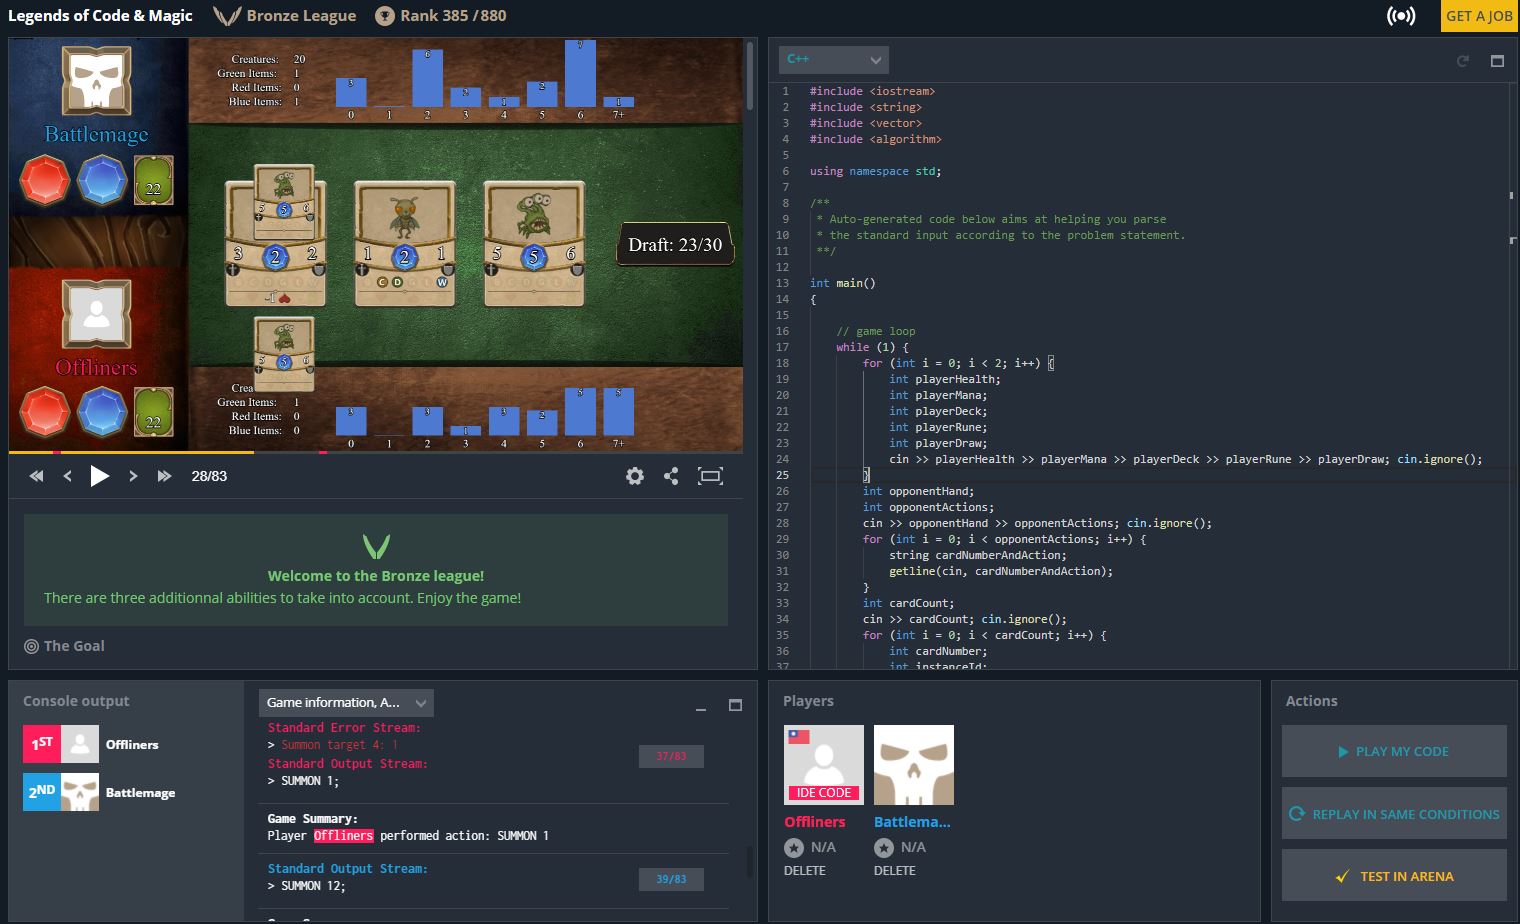 Legends of Code & Magic
Bronze League
Rank 385 / 880
GET A JOB
Battlemage
22
Creatures: 20
Green Items: 1
Red Items: 0
Blue Items: 1
3
6
2
1
2
7
1
0 1 2 3 4 5 6 7+
5 5 6
3 2 2
-1
1 2 1
C D W
5 5 6
Draft: 23/30
5 5 6
Offliners
22
Crea
Green Items: 1
Red Items: 0
Blue Items: 0
3
3
1
3
2
5
5
0 1 2 3 4 5 6 7+
28/83
Welcome to the Bronze league!
There are three additionnal abilities to take into account. Enjoy the game!
The Goal
C++
1 #include <iostream>
2 #include <string>
3 #include <vector>
4 #include <algorithm>
5
6 using namespace std;
7
8 /**
9 * Auto-generated code below aims at helping you parse
10 * the standard input according to the problem statement.
11 **/
12
13 int main()
14 {
15
16 // game loop
17 while (1) {
18 for (int i = 0; i < 2; i++) {
19 int playerHealth;
20 int playerMana;
21 int playerDeck;
22 int playerRune;
23 int playerDraw;
24 cin >> playerHealth >> playerMana >> playerDeck >> playerRune >> playerDraw; cin.ignore();
25 }
26 int opponentHand;
27 int opponentActions;
28 cin >> opponentHand >> opponentActions; cin.ignore();
29 for (int i = 0; i < opponentActions; i++) {
30 string cardNumberAndAction;
31 getline(cin, cardNumberAndAction);
32 }
33 int cardCount;
34 cin >> cardCount; cin.ignore();
35 for (int i = 0; i < cardCount; i++) {
36 int cardNumber;
37 int instanceId;
Console output
1ST Offliners
2ND Battlemage
Game information, A...
Standard Error Stream:
> Summon target 4: 1
37/83
Standard Output Stream:
> SUMMON 1;
Game Summary:
Player Offliners performed action: SUMMON 1
Standard Output Stream:
39/83
> SUMMON 12;
Players
IDE CODE
Offliners
N/A
DELETE
Battlema...
N/A
DELETE
Actions
PLAY MY CODE
REPLAY IN SAME CONDITIONS
TEST IN ARENA